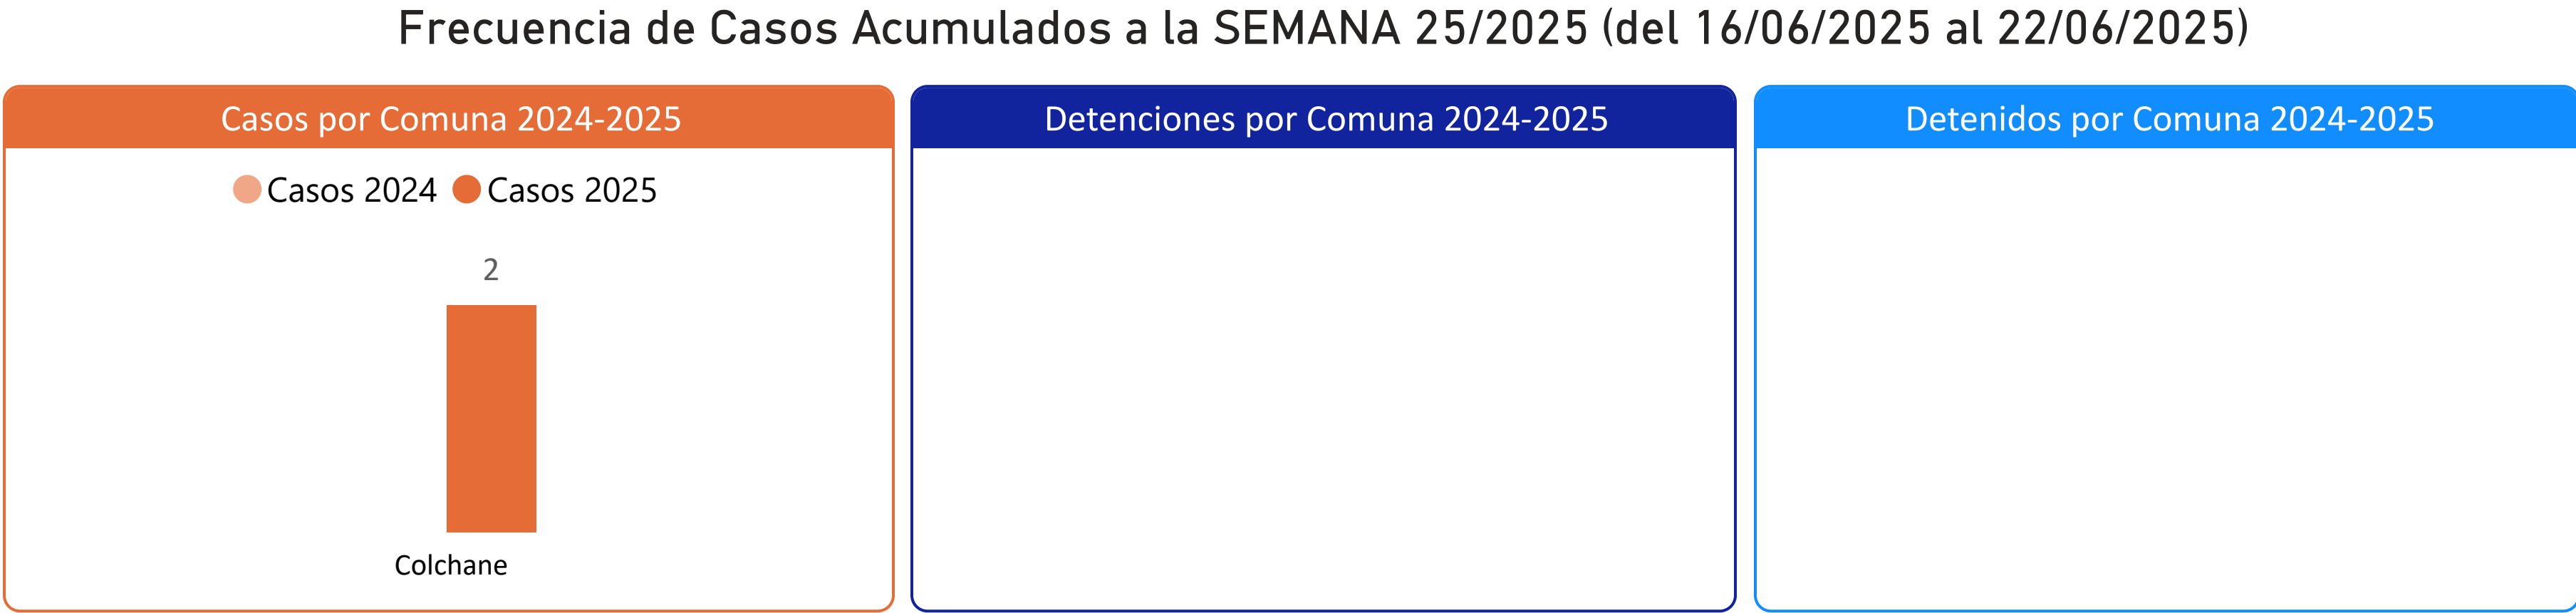 Frecuencia de Casos Acumulados a la SEMANA 25/2025 (del 16/06/2025 al 22/06/2025)
Casos por Comuna 2024-2025
Casos 2024 Casos 2025
2
Colchane
Detenciones por Comuna 2024-2025
Detenidos por Comuna 2024-2025